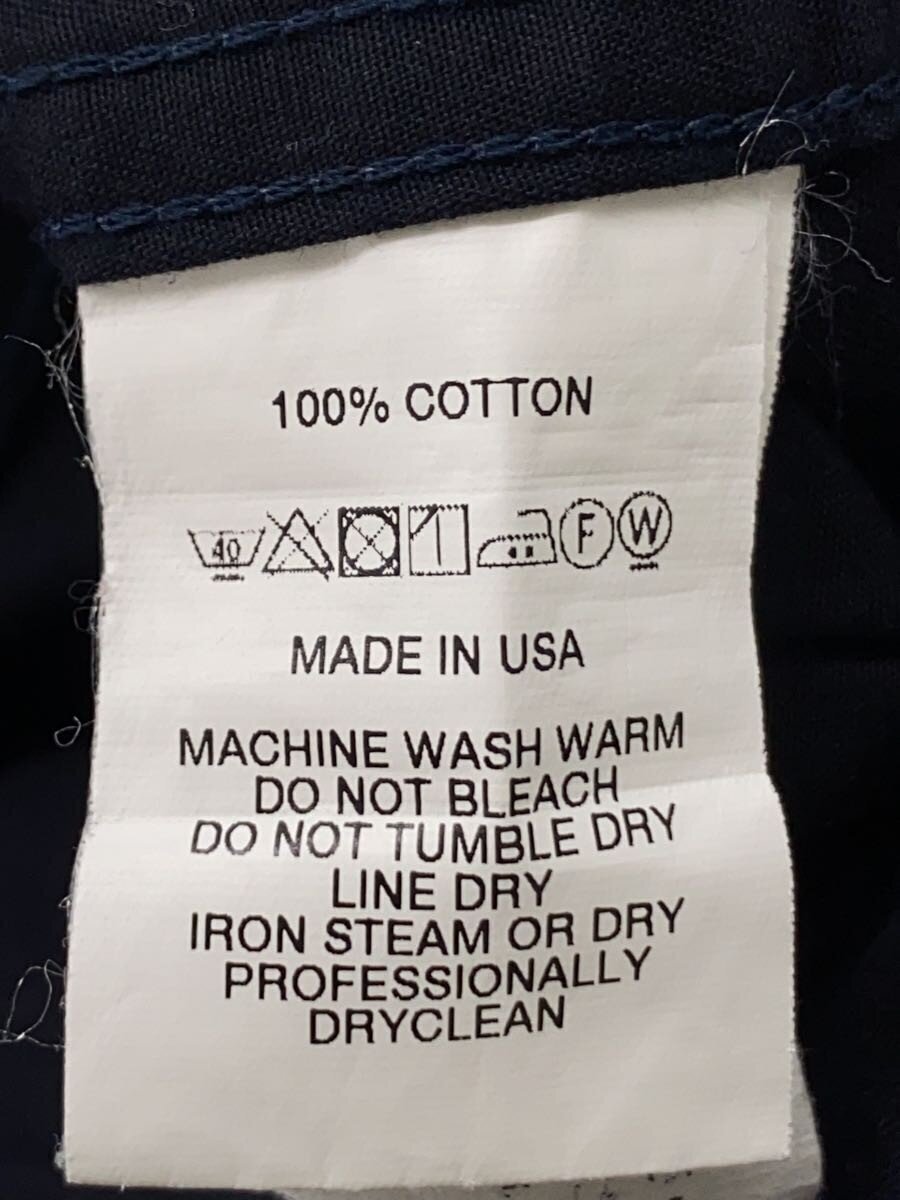 100% COTTON
40 F W
MADE IN USA
MACHINE WASH WARM
DO NOT BLEACH
DO NOT TUMBLE DRY
LINE DRY
IRON STEAM OR DRY
PROFESSIONALLY
DRYCLEAN